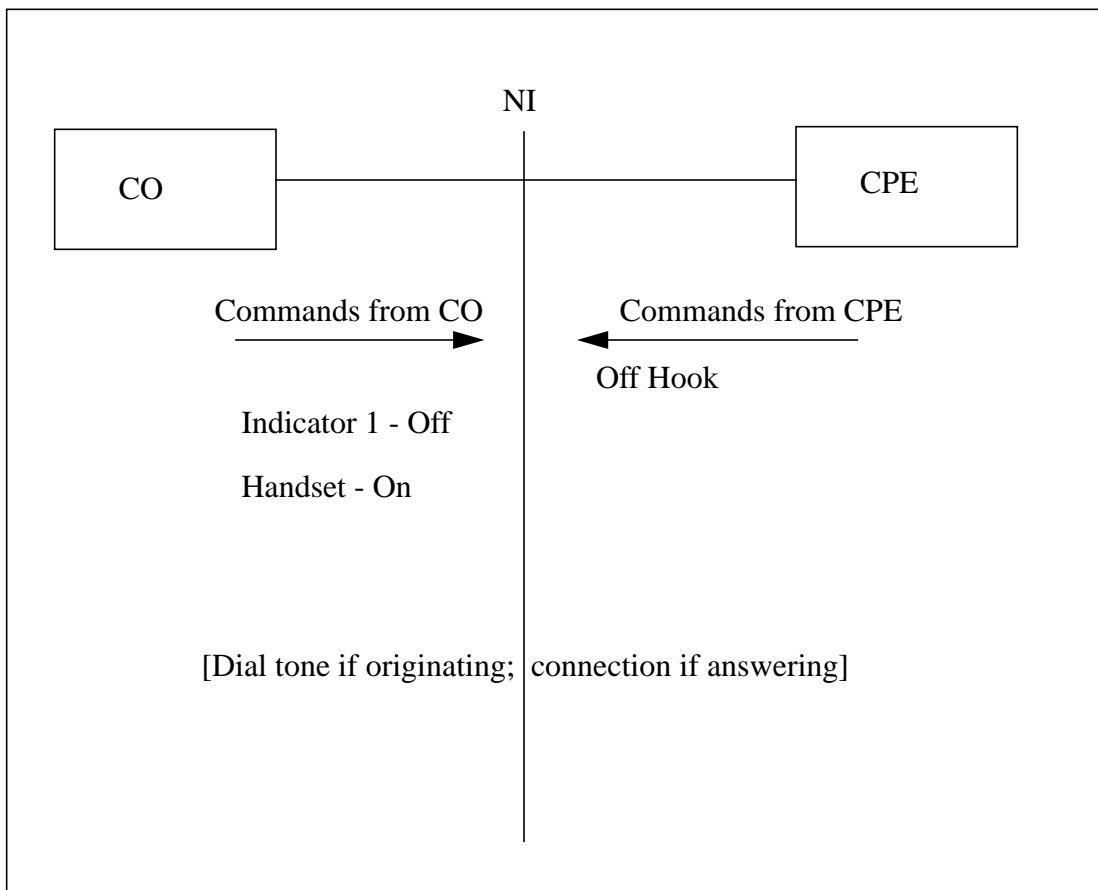 NI
CO
CPE
Commands from CO
Commands from CPE
Off Hook
Indicator 1 - Off
Handset - On
[Dial tone if originating; connection if answering]